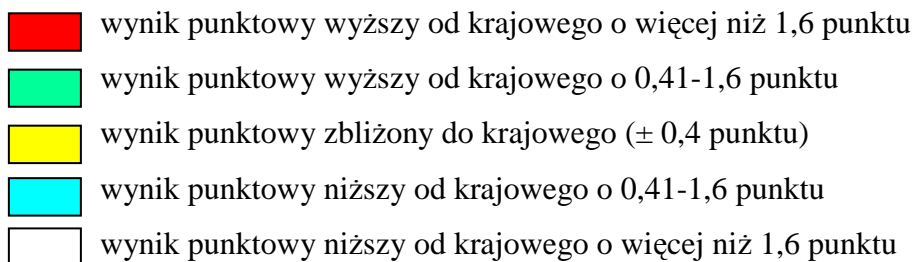 wynik punktowy wyższy od krajowego o więcej niż 1,6 punktu
wynik punktowy wyższy od krajowego o 0,41-1,6 punktu
wynik punktowy zbliżony do krajowego (± 0,4 punktu)
wynik punktowy niższy od krajowego o 0,41-1,6 punktu
wynik punktowy niższy od krajowego o więcej niż 1,6 punktu